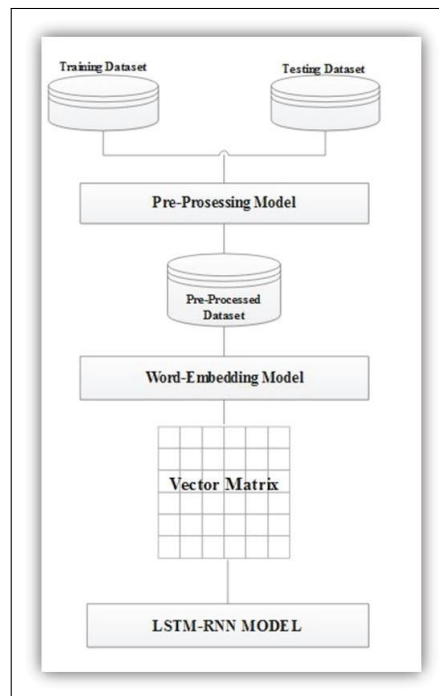 Training Dataset
Testing Dataset
Pre-Prosessing Model
Pre-Processed
Dataset
Word-Embedding Model
Vector Matrix
LSTM-RNN MODEL